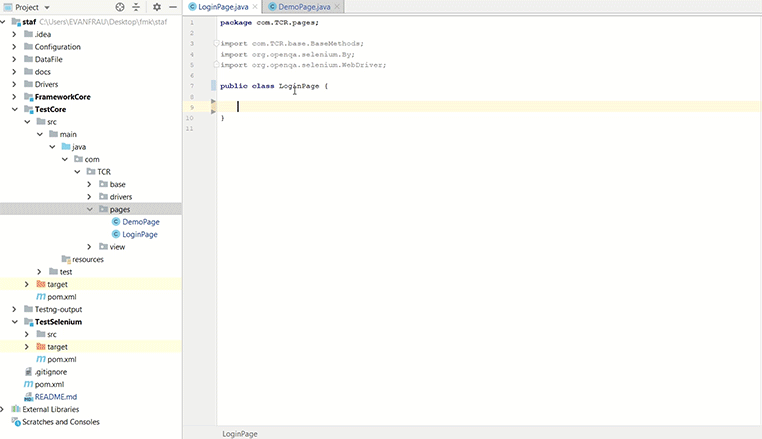 Project
LoginPage.java
DemoPage.java
staf C:\Users\EVANFRAU\Desktop\fmk\staf
.idea
Configuration
DataFile
docs
Drivers
FrameworkCore
TestCore
src
main
java
com
TCR
base
drivers
pages
DemoPage
LoginPage
view
resources
test
target
pom.xml
Testng-output
TestSelenium
src
target
pom.xml
.gitignore
pom.xml
README.md
External Libraries
Scratches and Consoles
1 package com.TCR.pages;
2
3 import com.TCR.base.BaseMethods;
4 import org.openqa.selenium.By;
5 import org.openqa.selenium.WebDriver;
6
7 public class LoginPage {
8
9
10 }
11
LoginPage